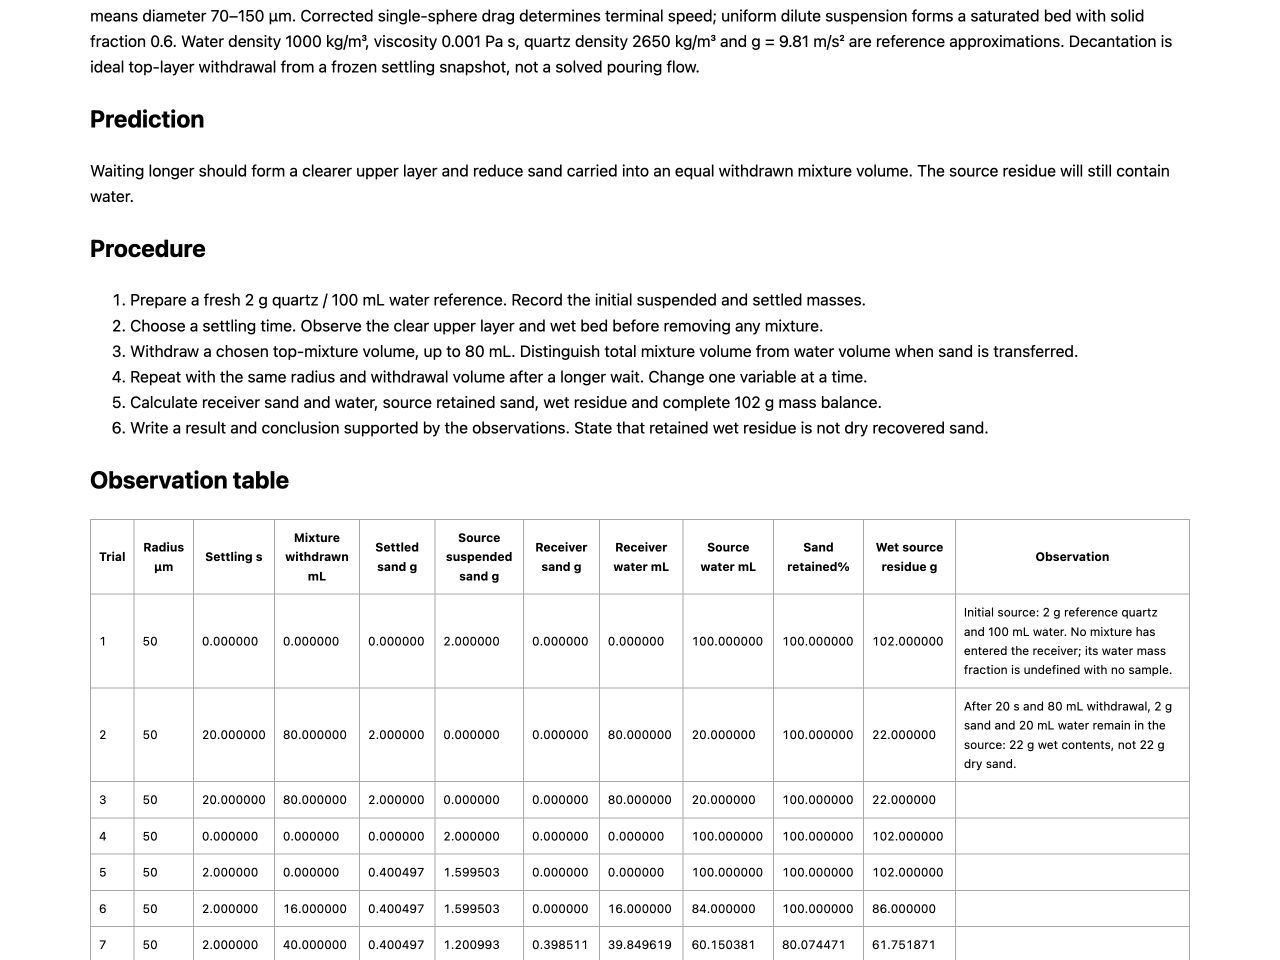 means diameter 70–150 μm. Corrected single-sphere drag determines terminal speed; uniform dilute suspension forms a saturated bed with solid
fraction 0.6. Water density 1000 kg/m³, viscosity 0.001 Pa s, quartz density 2650 kg/m³ and g = 9.81 m/s² are reference approximations. Decantation is
ideal top-layer withdrawal from a frozen settling snapshot, not a solved pouring flow.
Prediction
Waiting longer should form a clearer upper layer and reduce sand carried into an equal withdrawn mixture volume. The source residue will still contain
water.
Procedure
1. Prepare a fresh 2 g quartz / 100 mL water reference. Record the initial suspended and settled masses.
2. Choose a settling time. Observe the clear upper layer and wet bed before removing any mixture.
3. Withdraw a chosen top-mixture volume, up to 80 mL. Distinguish total mixture volume from water volume when sand is transferred.
4. Repeat with the same radius and withdrawal volume after a longer wait. Change one variable at a time.
5. Calculate receiver sand and water, source retained sand, wet residue and complete 102 g mass balance.
6. Write a result and conclusion supported by the observations. State that retained wet residue is not dry recovered sand.
Observation table
Trial
Radius
μm
Settling s
Mixture
withdrawn
mL
Settled
sand g
Source
suspended
sand g
Receiver
sand g
Receiver
water mL
Source
water mL
Sand
retained%
Wet source
residue g
Observation
1 50 0.000000 0.000000 0.000000 2.000000 0.000000 0.000000 100.000000 100.000000 102.000000
Initial source: 2 g reference quartz
and 100 mL water. No mixture has
entered the receiver; its water mass
fraction is undefined with no sample.
2 50 20.000000 80.000000 2.000000 0.000000 0.000000 80.000000 20.000000 100.000000 22.000000
After 20 s and 80 mL withdrawal, 2 g
sand and 20 mL water remain in the
source: 22 g wet contents, not 22 g
dry sand.
3 50 20.000000 80.000000 2.000000 0.000000 0.000000 80.000000 20.000000 100.000000 22.000000
4 50 0.000000 0.000000 0.000000 2.000000 0.000000 0.000000 100.000000 100.000000 102.000000
5 50 2.000000 0.000000 0.400497 1.599503 0.000000 0.000000 100.000000 100.000000 102.000000
6 50 2.000000 16.000000 0.400497 1.599503 0.000000 16.000000 84.000000 100.000000 86.000000
7 50 2.000000 40.000000 0.400497 1.200993 0.398511 39.849619 60.150381 80.074471 61.751871